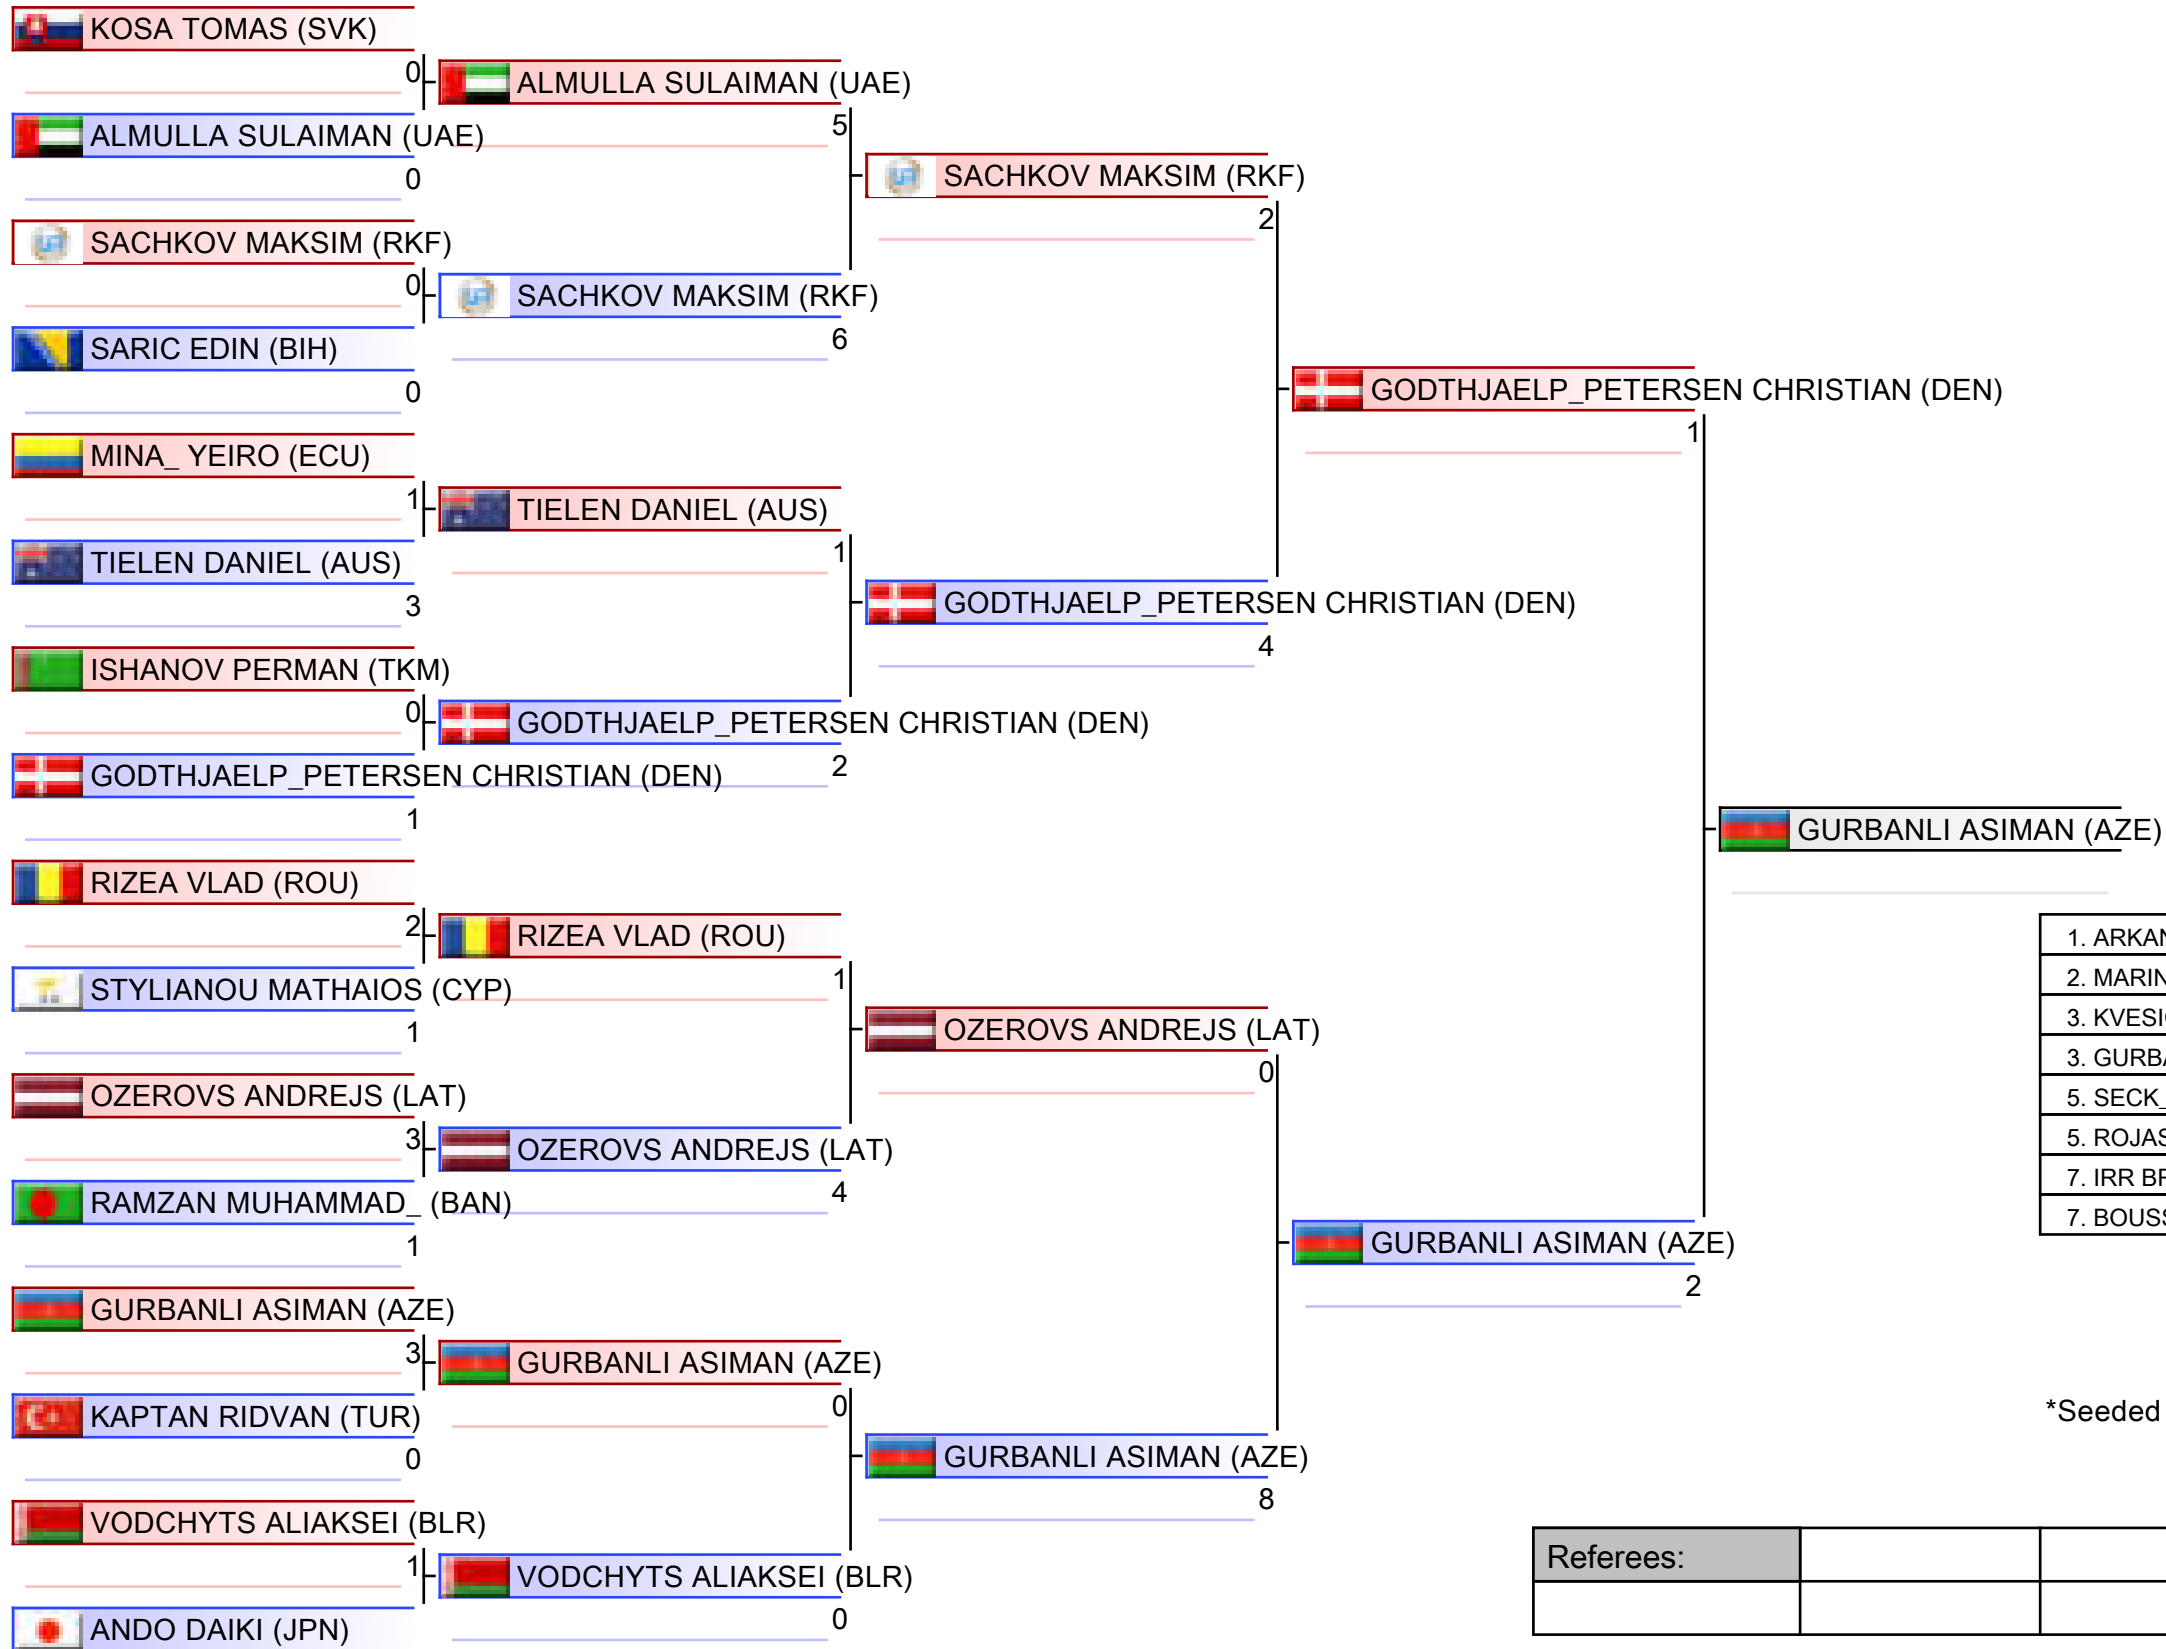 KOSA TOMAS (SVK)
0
ALMULLA SULAIMAN (UAE)
0
SACHKOV MAKSIM (RKF)
0
SARIC EDIN (BIH)
0
MINA_ YEIRO (ECU)
1
TIELEN DANIEL (AUS)
3
ISHANOV PERMAN (TKM)
0
GODTHJAELP_PETERSEN CHRISTIAN (DEN)
1
RIZEA VLAD (ROU)
2
STYLIANOU MATHAIOS (CYP)
1
OZEROVS ANDREJS (LAT)
3
RAMZAN MUHAMMAD_ (BAN)
1
GURBANLI ASIMAN (AZE)
3
KAPTAN RIDVAN (TUR)
0
VODCHYTS ALIAKSEI (BLR)
1
ANDO DAIKI (JPN)
ALMULLA SULAIMAN (UAE)
5
SACHKOV MAKSIM (RKF)
6
TIELEN DANIEL (AUS)
1
GODTHJAELP_PETERSEN CHRISTIAN (DEN)
2
RIZEA VLAD (ROU)
1
OZEROVS ANDREJS (LAT)
4
GURBANLI ASIMAN (AZE)
0
VODCHYTS ALIAKSEI (BLR)
0
SACHKOV MAKSIM (RKF)
2
GODTHJAELP_PETERSEN CHRISTIAN (DEN)
4
OZEROVS ANDREJS (LAT)
0
GURBANLI ASIMAN (AZE)
8
GODTHJAELP_PETERSEN CHRISTIAN (DEN)
1
GURBANLI ASIMAN (AZE)
2
GURBANLI ASIMAN (AZE)
1. ARKAN
2. MARIN
3. KVESI
3. GURBA
5. SECK_
5. ROJAS
7. IRR
7. BOUSS
*Seeded
Referees: